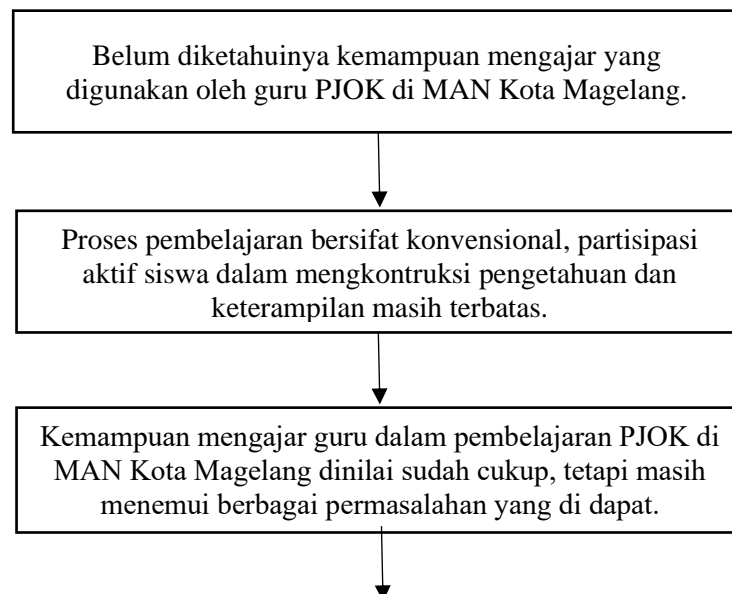 Belum diketahuinya kemampuan mengajar yang
digunakan oleh guru PJOK di MAN Kota Magelang.
Proses pembelajaran bersifat konvensional, partisipasi
aktif siswa dalam mengkontruksi pengetahuan dan
keterampilan masih terbatas.
Kemampuan mengajar guru dalam pembelajaran PJOK di
MAN Kota Magelang dinilai sudah cukup, tetapi masih
menemui berbagai permasalahan yang di dapat.